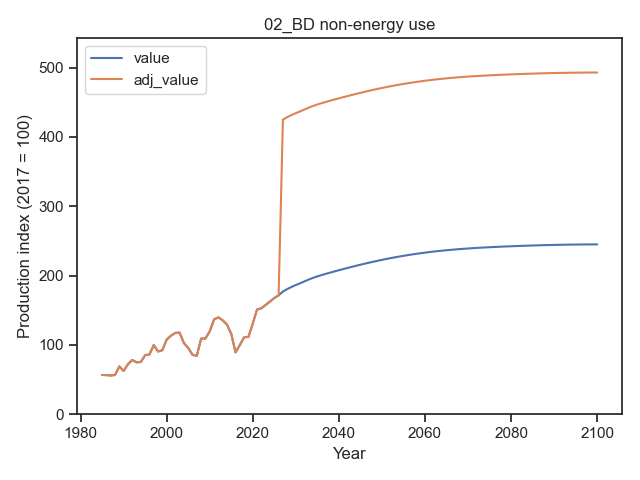 02_BD non-energy use
value
adj_value
Production index (2017 = 100)
500
400
300
200
100
0
1980
2000
2020
2040
2060
2080
2100
Year